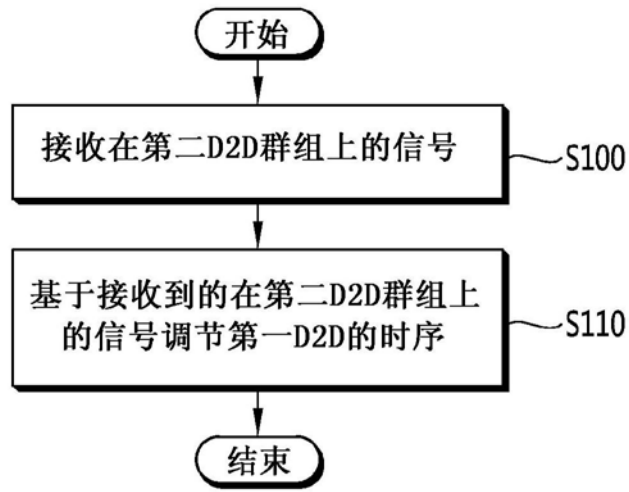 开始
接收在第二D2D群组上的信号
S100
基于接收到的在第二D2D群组上
的信号调节第一D2D的时序
S110
结束